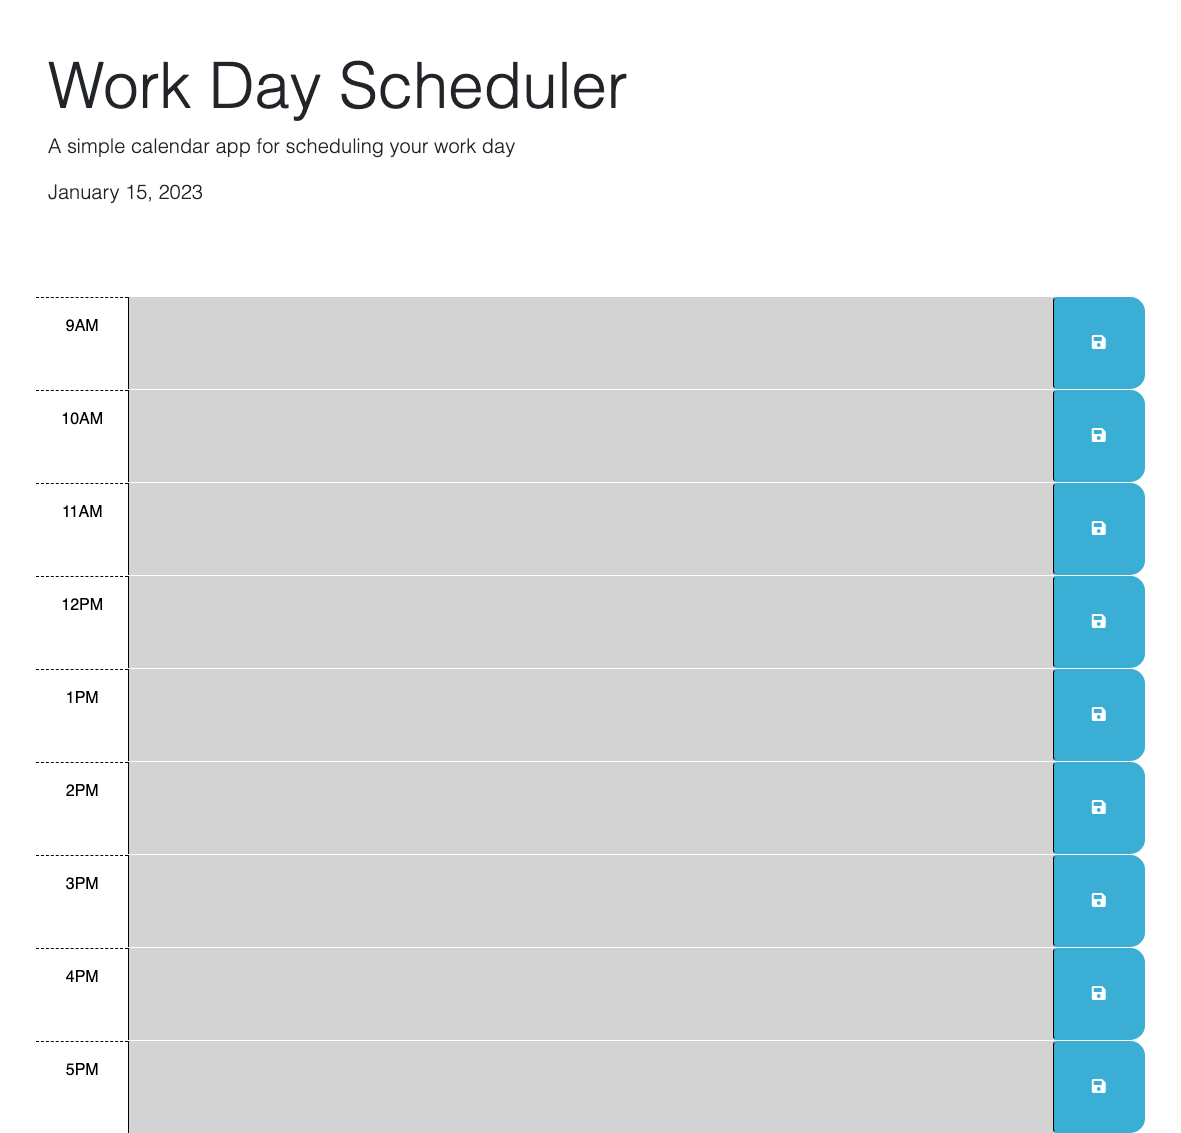 Work Day Scheduler
A simple calendar app for scheduling your work day
January 15, 2023
9AM
10AM
11AM
12PM
1PM
2PM
3PM
4PM
5PM